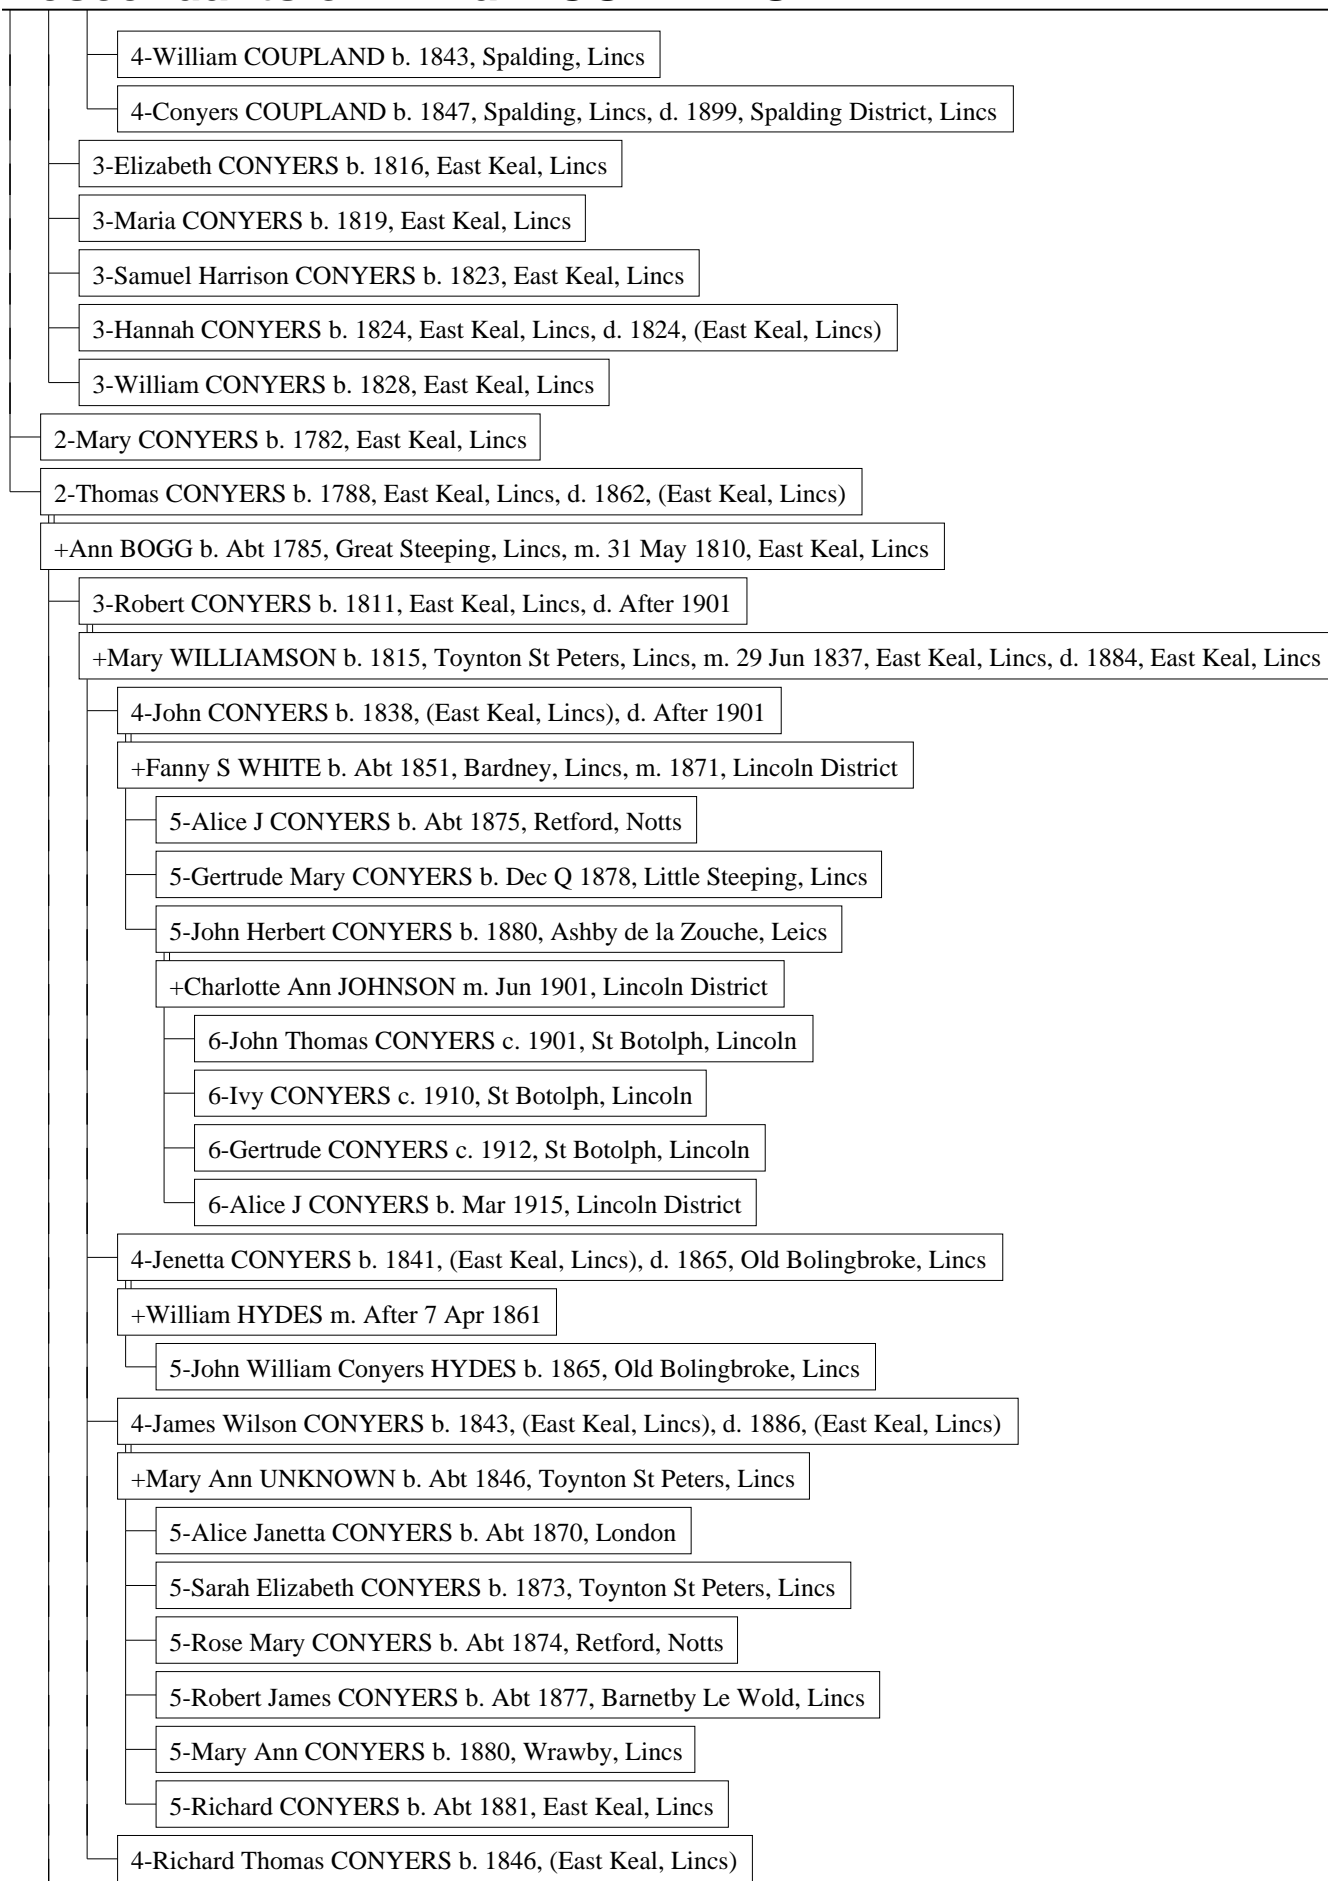 4-William COUPLAND b. 1843, Spalding, Lincs
4-Conyers COUPLAND b. 1847, Spalding, Lincs, d. 1899, Spalding District, Lincs
3-Elizabeth CONYERS b. 1816, East Keal, Lincs
3-Maria CONYERS b. 1819, East Keal, Lincs
3-Samuel Harrison CONYERS b. 1823, East Keal, Lincs
3-Hannah CONYERS b. 1824, East Keal, Lincs, d. 1824, (East Keal, Lincs)
3-William CONYERS b. 1828, East Keal, Lincs
2-Mary CONYERS b. 1782, East Keal, Lincs
2-Thomas CONYERS b. 1788, East Keal, Lincs, d. 1862, (East Keal, Lincs)
+Ann BOGG b. Abt 1785, Great Steeping, Lincs, m. 31 May 1810, East Keal, Lincs
3-Robert CONYERS b. 1811, East Keal, Lincs, d. After 1901
+Mary WILLIAMSON b. 1815, Toynton St Peters, Lincs, m. 29 Jun 1837, East Keal, Lincs, d. 1884, East Keal, Lincs
4-John CONYERS b. 1838, (East Keal, Lincs), d. After 1901
+Fanny S WHITE b. Abt 1851, Bardney, Lincs, m. 1871, Lincoln District
5-Alice J CONYERS b. Abt 1875, Retford, Notts
5-Gertrude Mary CONYERS b. Dec Q 1878, Little Steeping, Lincs
5-John Herbert CONYERS b. 1880, Ashby de la Zouche, Leics
+Charlotte Ann JOHNSON m. Jun 1901, Lincoln District
6-John Thomas CONYERS c. 1901, St Botolph, Lincoln
6-Ivy CONYERS c. 1910, St Botolph, Lincoln
6-Gertrude CONYERS c. 1912, St Botolph, Lincoln
6-Alice J CONYERS b. Mar 1915, Lincoln District
4-Jenetta CONYERS b. 1841, (East Keal, Lincs), d. 1865, Old Bolingbroke, Lincs
+William HYDES m. After 7 Apr 1861
5-John William Conyers HYDES b. 1865, Old Bolingbroke, Lincs
4-James Wilson CONYERS b. 1843, (East Keal, Lincs), d. 1886, (East Keal, Lincs)
+Mary Ann UNKNOWN b. Abt 1846, Toynton St Peters, Lincs
5-Alice Janetta CONYERS b. Abt 1870, London
5-Sarah Elizabeth CONYERS b. 1873, Toynton St Peters, Lincs
5-Rose Mary CONYERS b. Abt 1874, Retford, Notts
5-Robert James CONYERS b. Abt 1877, Barnetby Le Wold, Lincs
5-Mary Ann CONYERS b. 1880, Wrawby, Lincs
5-Richard CONYERS b. Abt 1881, East Keal, Lincs
4-Richard Thomas CONYERS b. 1846, (East Keal, Lincs)